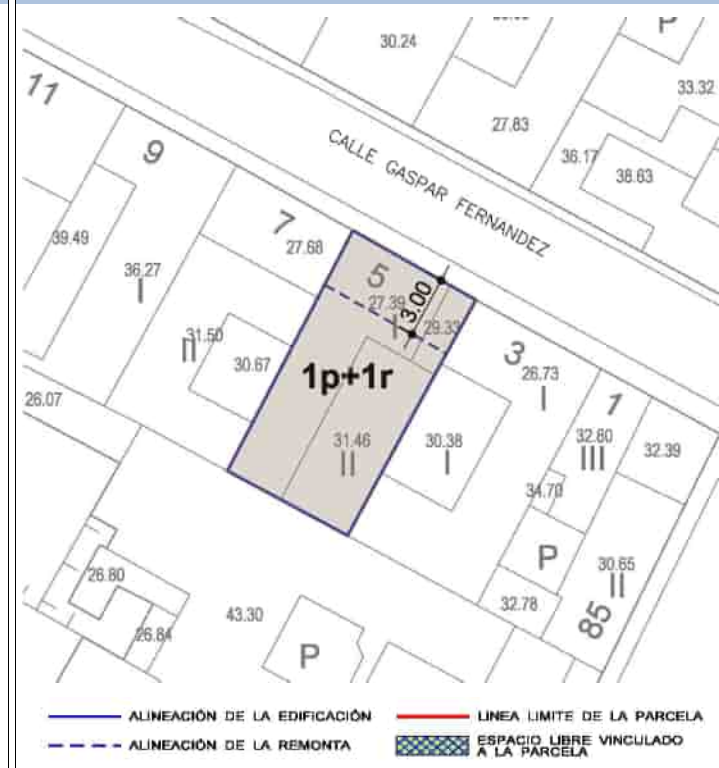 P
30.24
33.32
11
27.83
CALLE GASPAR FERNANDEZ
9
36.17
38.63
7
39.49
27.68
5
36.27
I
27.39
3.00
I
29.33
3
31.50
II
26.73
30.67
1p+1r
I
1
26.07
31.46
II
30.38
I
32.80
III
32.39
34.70
P
30.65
II
26.80
32.78
43.30
85
26.84
P
ALINEACIÓN DE LA EDIFICACIÓN
LINEA LIMITE DE LA PARCELA
ALINEACIÓN DE LA REMONTA
ESPACIO LIBRE VINCULADO
A LA PARCELA